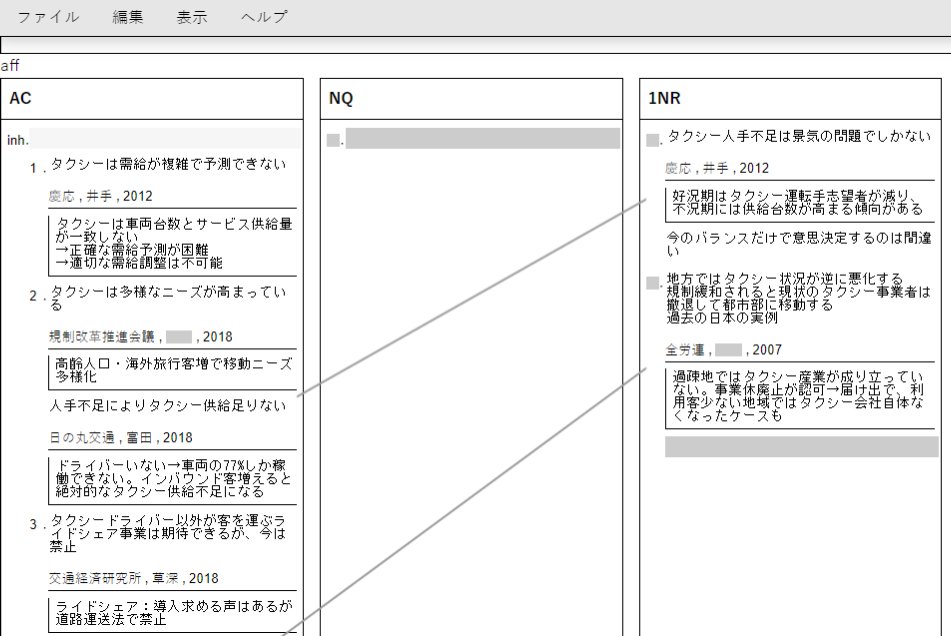 ファイル 編集 表示 ヘルプ
aff
AC
inh.
1. タクシーは需給が複雑で予測できない
慶応 , 井手 , 2012
タクシーは車両台数とサービス供給量
が一致しない
→正確な需給予測が困難
→適切な需給調整は不可能
2. タクシーは多様なニーズが高まってい
る
規制改革推進会議 , , 2018
高齢人口・海外旅行客増で移動ニーズ
多様化
人手不足によりタクシー供給足りない
日の丸交通 , 富田 , 2018
ドライバーいない→車両の77%しか稼
働できない。インバウンド客増えると
絶対的なタクシー供給不足になる
3. タクシードライバー以外が客を運ぶラ
イドシェア事業は期待できるが、今は
禁止
交通経済研究所 , 草深 , 2018
ライドシェア：導入求める声はあるが
道路運送法で禁止
NQ
.
1NR
. タクシー人手不足は景気の問題でしかない
慶応 , 井手 , 2012
好況期はタクシー運転手志望者が減り、
不況期には供給台数が高まる傾向がある
今のバランスだけで意思決定するのは間違
い
. 地方ではタクシー状況が逆に悪化する
規制緩和されると現状のタクシー事業者は
撤退して都市部に移動する
過去の日本の実例
全労連 , , 2007
過疎地ではタクシー産業が成り立ってい
ない。事業休廃止が認可→届け出で、利
用客少ない地域ではタクシー会社自体な
くなったケースも